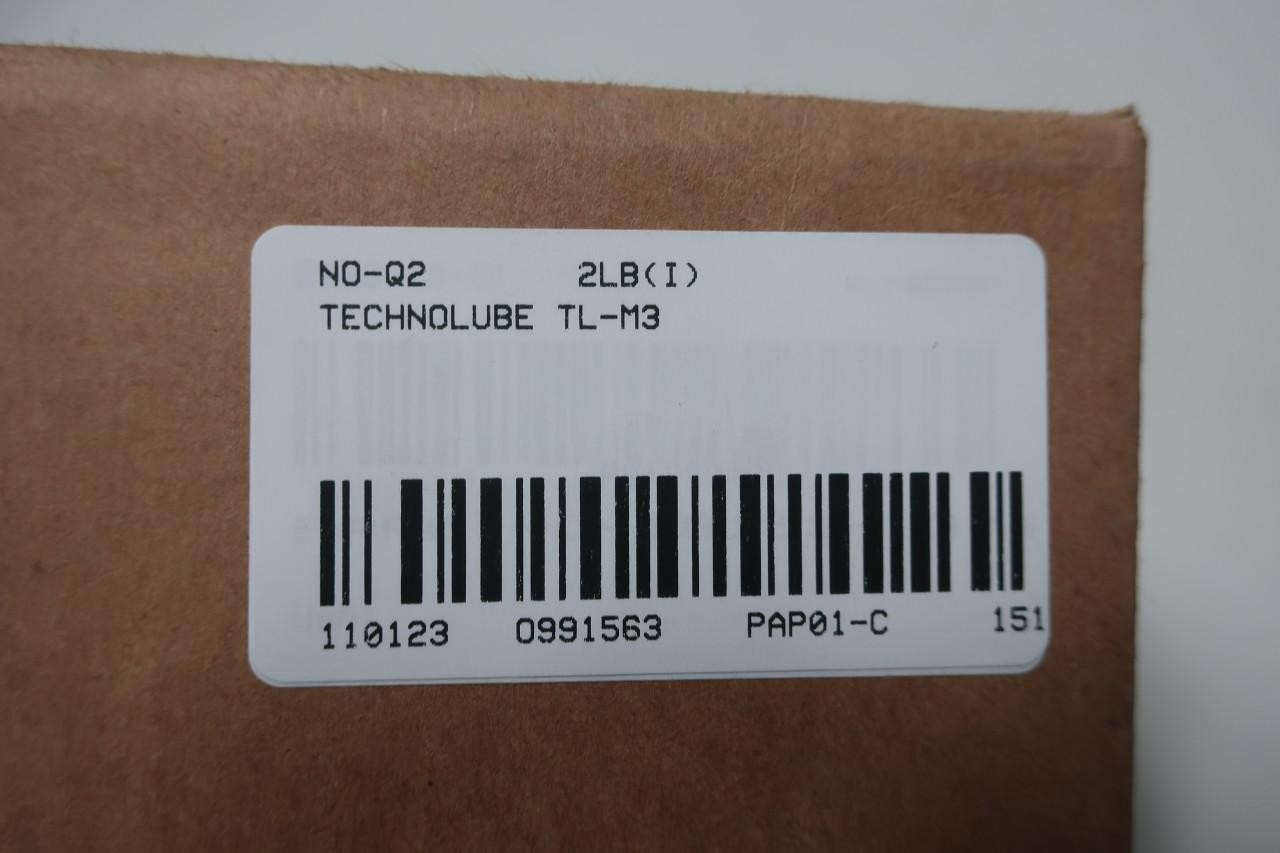 NO-Q2 2LB(I)
TECHNOLUBE TL-M3
110123 0991563 PAP01-C 151